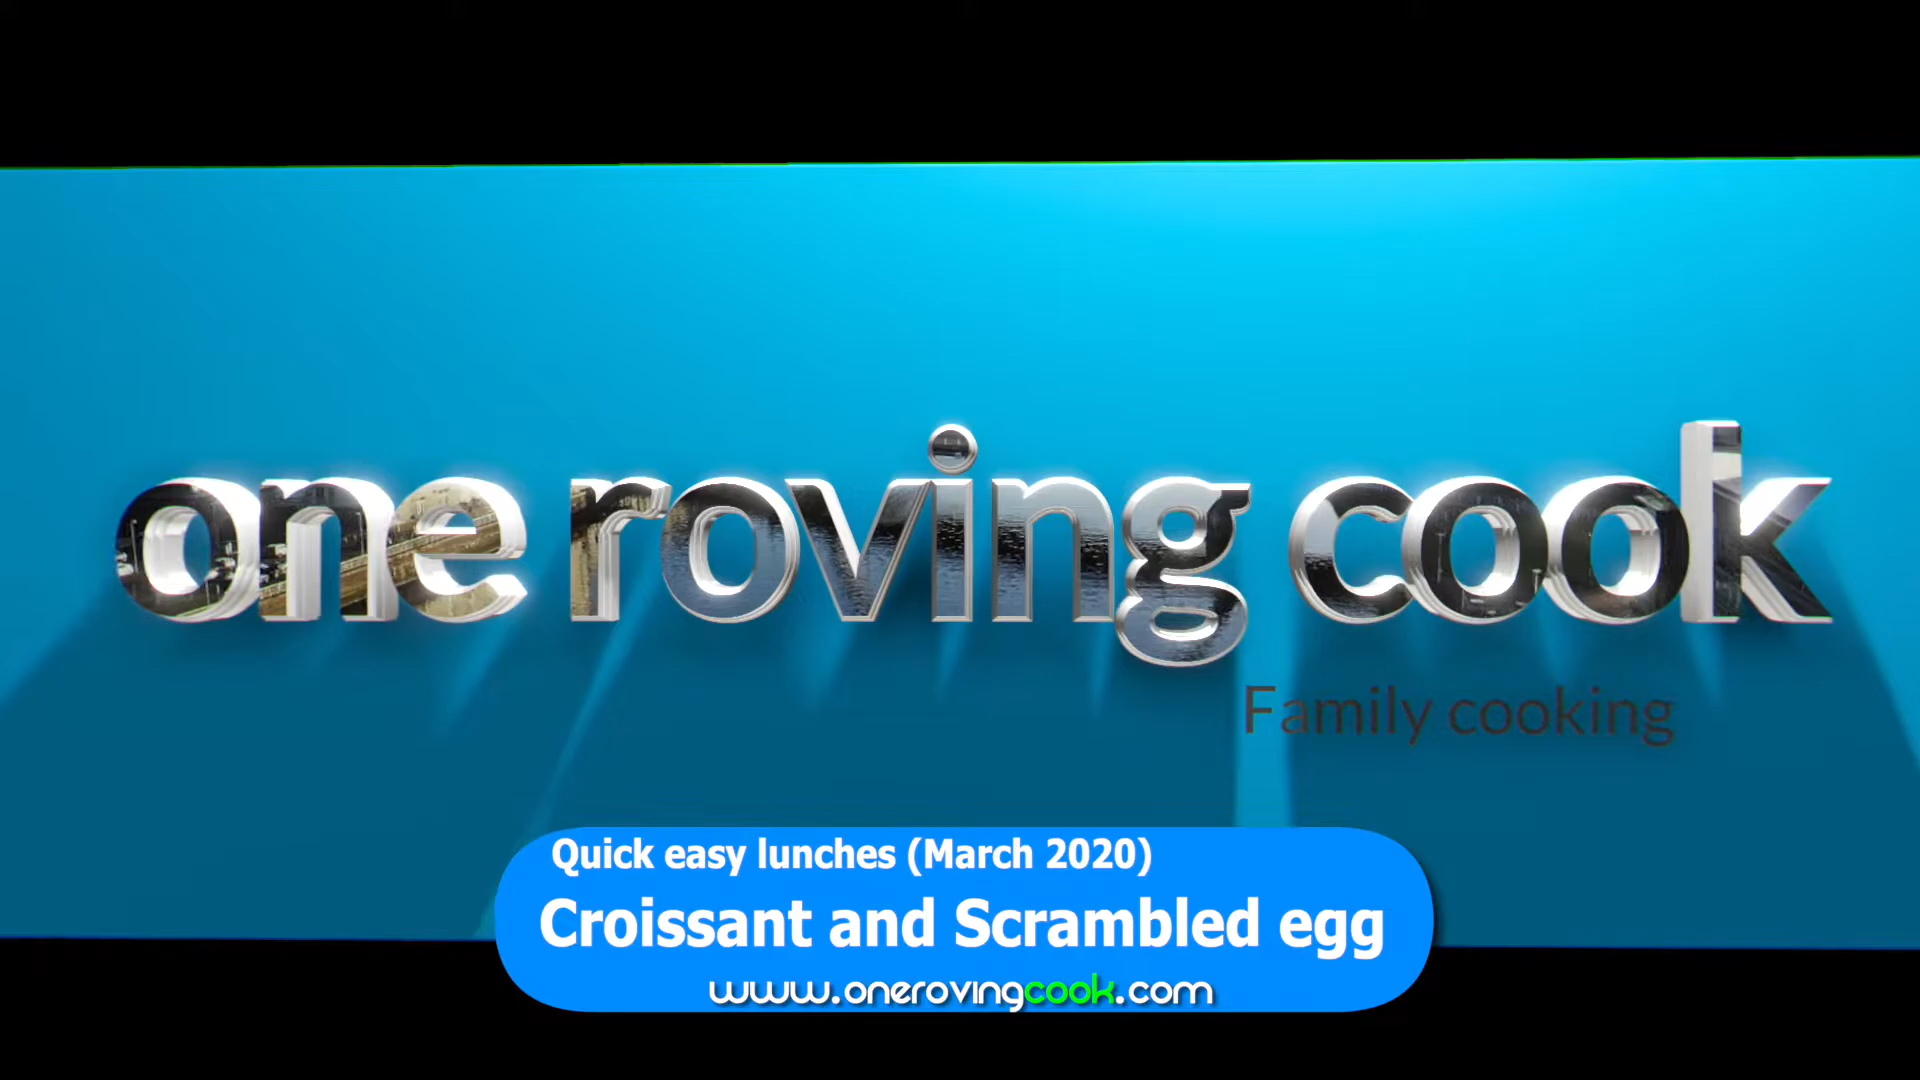 one roving cook
Family cooking
Quick easy lunches (March 2020)
Croissant and Scrambled egg
www.onerovingcook.com